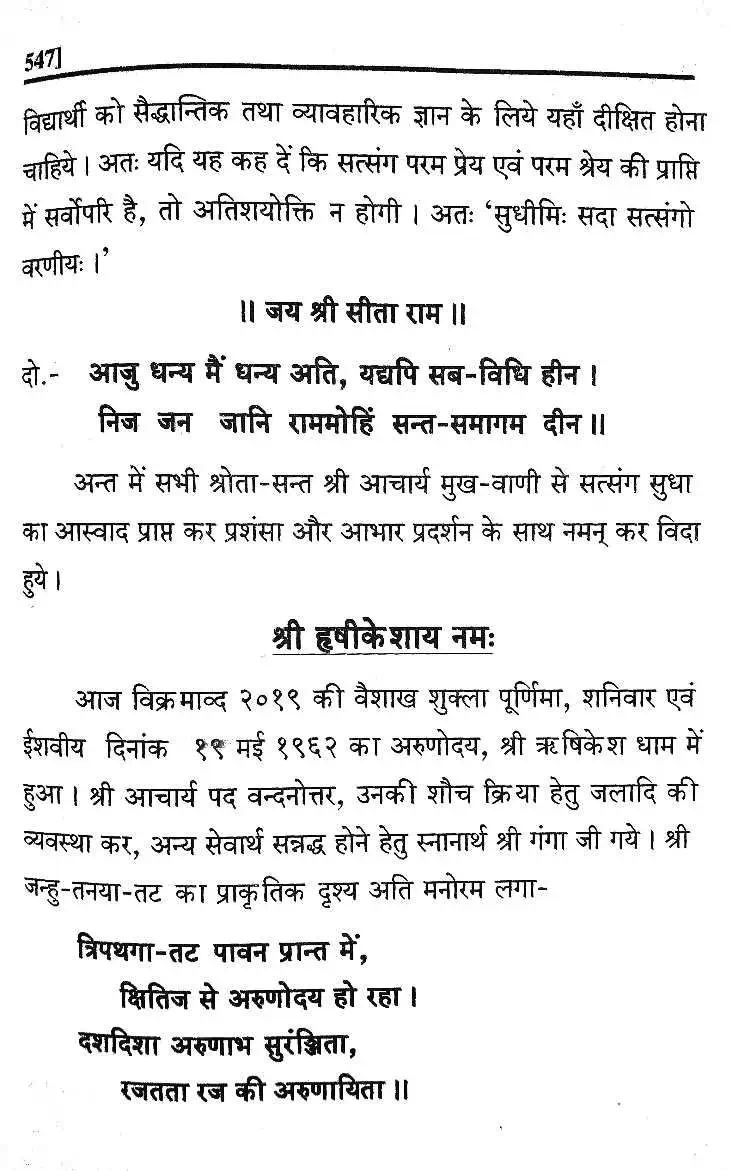 547]
विद्यार्थी को सैद्धान्तिक तथा व्यावहारिक ज्ञान के लिये यहाँ दीक्षित होना
चाहिये। अतः यदि यह कह दें कि सत्संग परम प्रेय एवं परम श्रेय की प्राप्ति
में सर्वोपरि है, तो अतिशयोक्ति न होगी। अतः ‘सुधीमिः सदा सत्संगो
वरणीयः।’
॥ जय श्री सीता राम॥
दो.- आजु धन्य मैं धन्य अति, यद्यपि सब-विधि हीन।
निज जन जानि राममोहिं सन्त-समागम दीन॥
अन्त में सभी श्रोता-सन्त श्री आचार्य मुख-वाणी से सत्संग सुधा
का आस्वाद प्राप्त कर प्रशंसा और आभार प्रदर्शन के साथ नमन् कर विदा
हुये।
श्री हृषीकेशाय नमः
आज विक्रमाव्द २०१९ की वैशाख शुक्ला पूर्णिमा, शनिवार एवं
ईशवीय दिनांक १९ मई १९६२ का अरुणोदय, श्री ऋषिकेश धाम में
हुआ। श्री आचार्य पद वन्दनोत्तर, उनकी शौच क्रिया हेतु जलादि की
व्यवस्था कर, अन्य सेवार्थ सन्नद्ध होने हेतु स्नानार्थ श्री गंगा जी गये। श्री
जन्हु-तनया-तट का प्राकृतिक दृश्य अति मनोरम लगा-
त्रिपथगा-तट पावन प्रान्त में,
क्षितिज से अरुणोदय हो रहा।
दशदिशा अरुणाभ सुरंञ्जिता,
रजतता रज की अरुणायिता॥